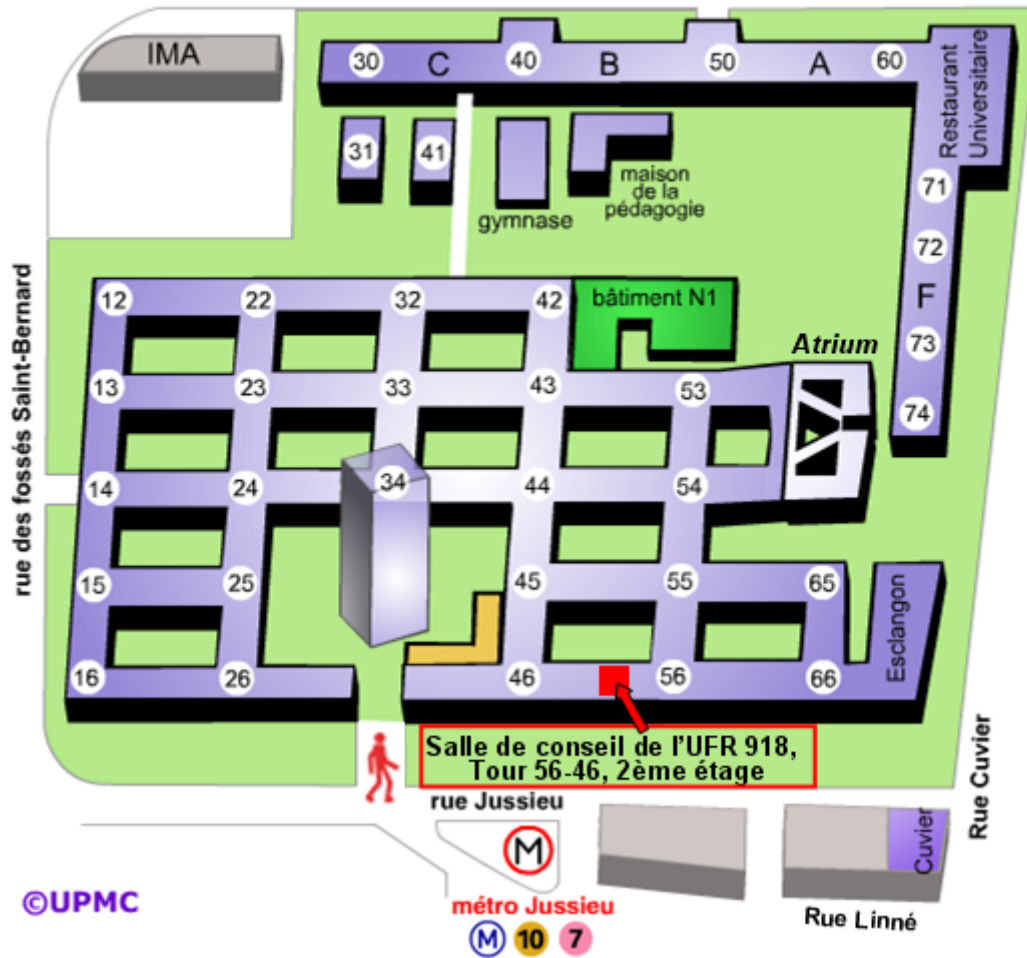 IMA
30
C
40
B
50
A
60
Restaurant
Universitaire
31
41
gymnase
maison
de la
pédagogie
71
72
F
73
74
rue des fossés Saint-Bernard
12
22
32
42
bâtiment N1
Atrium
13
23
33
43
53
14
24
34
44
54
15
25
45
55
65
Esclangon
16
26
46
56
66
Salle de conseil de l'UFR 918,
Tour 56-46, 2ème étage
rue Jussieu
Rue Cuvier
M
Cuvier
©UPMC
métro Jussieu
M 10 7
Rue Linné